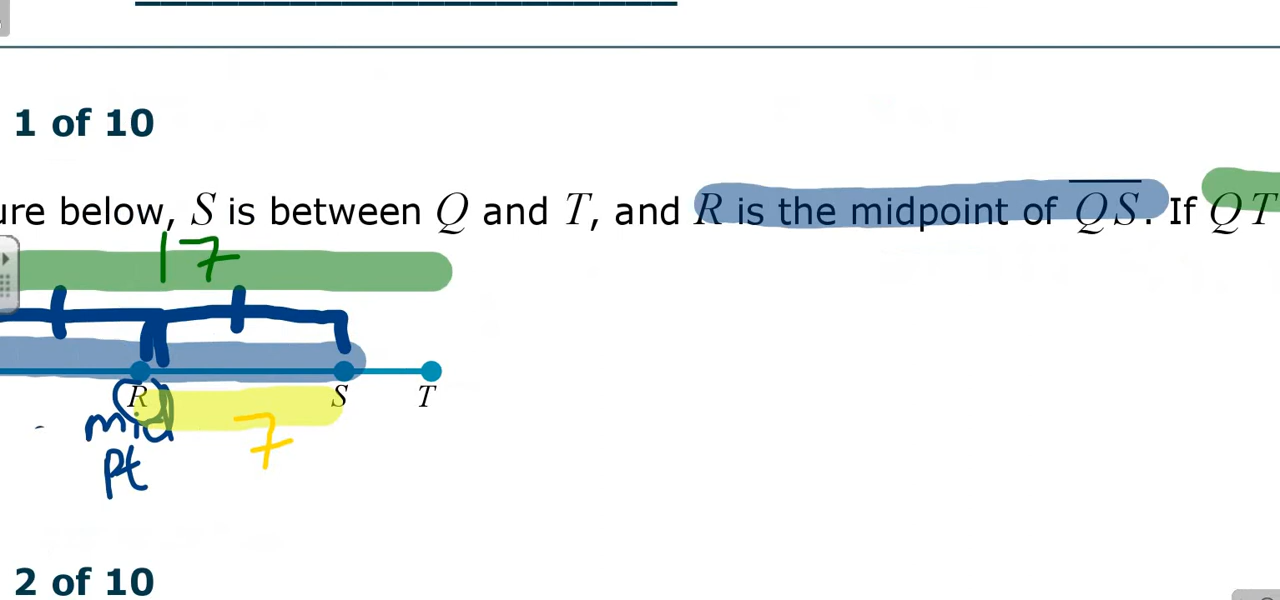 1 of 10
ure below, S is between Q and T, and R is the midpoint of QS. If QT
17
R S T
mid
7
pt
2 of 10